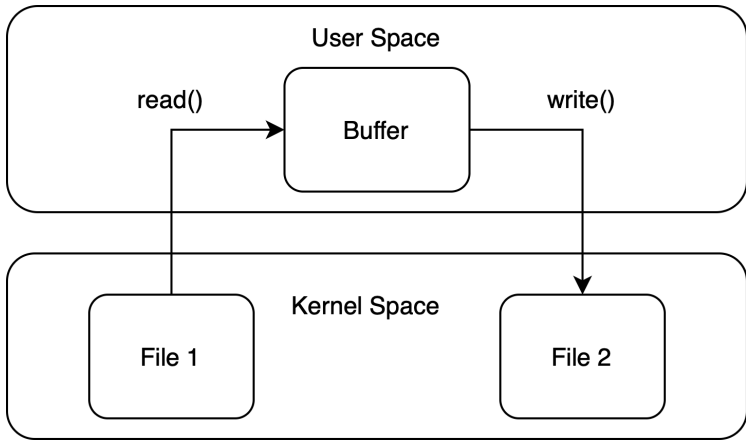 User Space
read()
write()
Buffer
Kernel Space
File 1
File 2